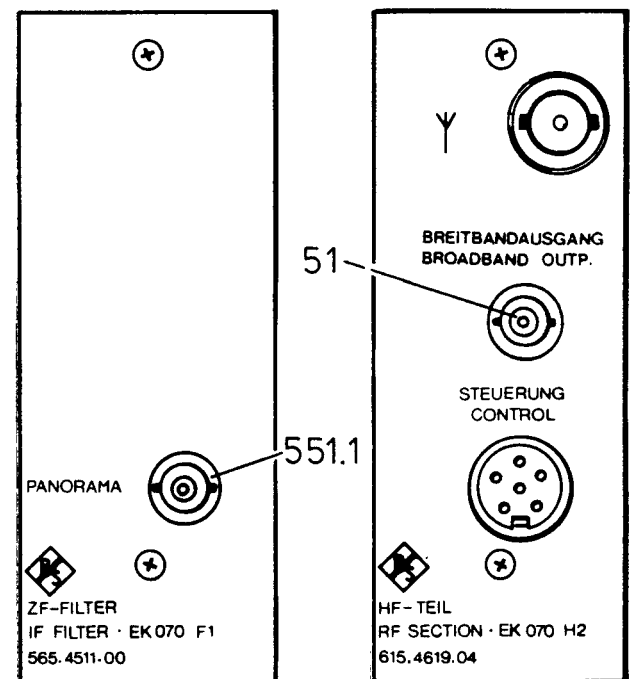 PANORAMA
551.1
ZF-FILTER
IF FILTER · EK 070 F1
565.4511.00
BREITBANDAUSGANG
BROADBAND OUTP.
51
STEUERUNG
CONTROL
HF-TEIL
RF SECTION · EK 070 H2
615.4619.04